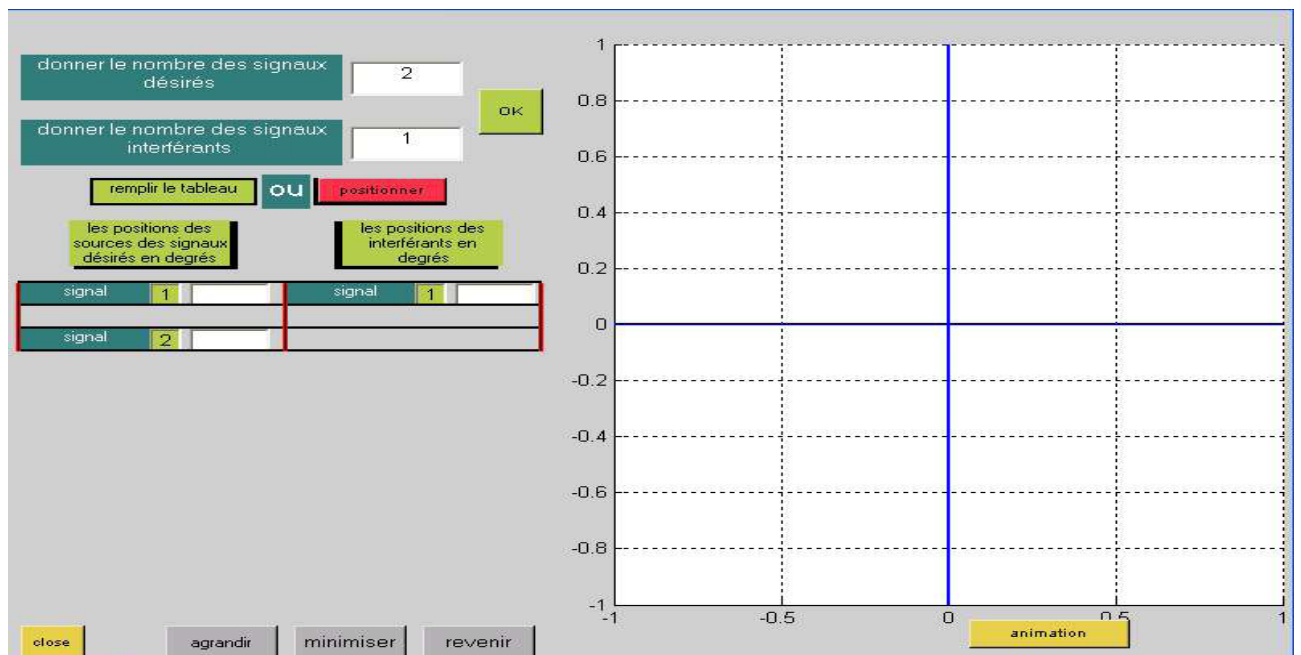 donner le nombre des signaux
désirés
2
OK
donner le nombre des signaux
interférants
1
remplir le tableau
ou
positionner
les positions des
sources des signaux
désirés en degrés
les positions des
interférants en
degrés
signal 1
signal 1
signal 2
close
agrandir
minimiser
revenir
1
0.8
0.6
0.4
0.2
0
-0.2
-0.4
-0.6
-0.8
-1
-1 -0.5 0 0.5 1
animation